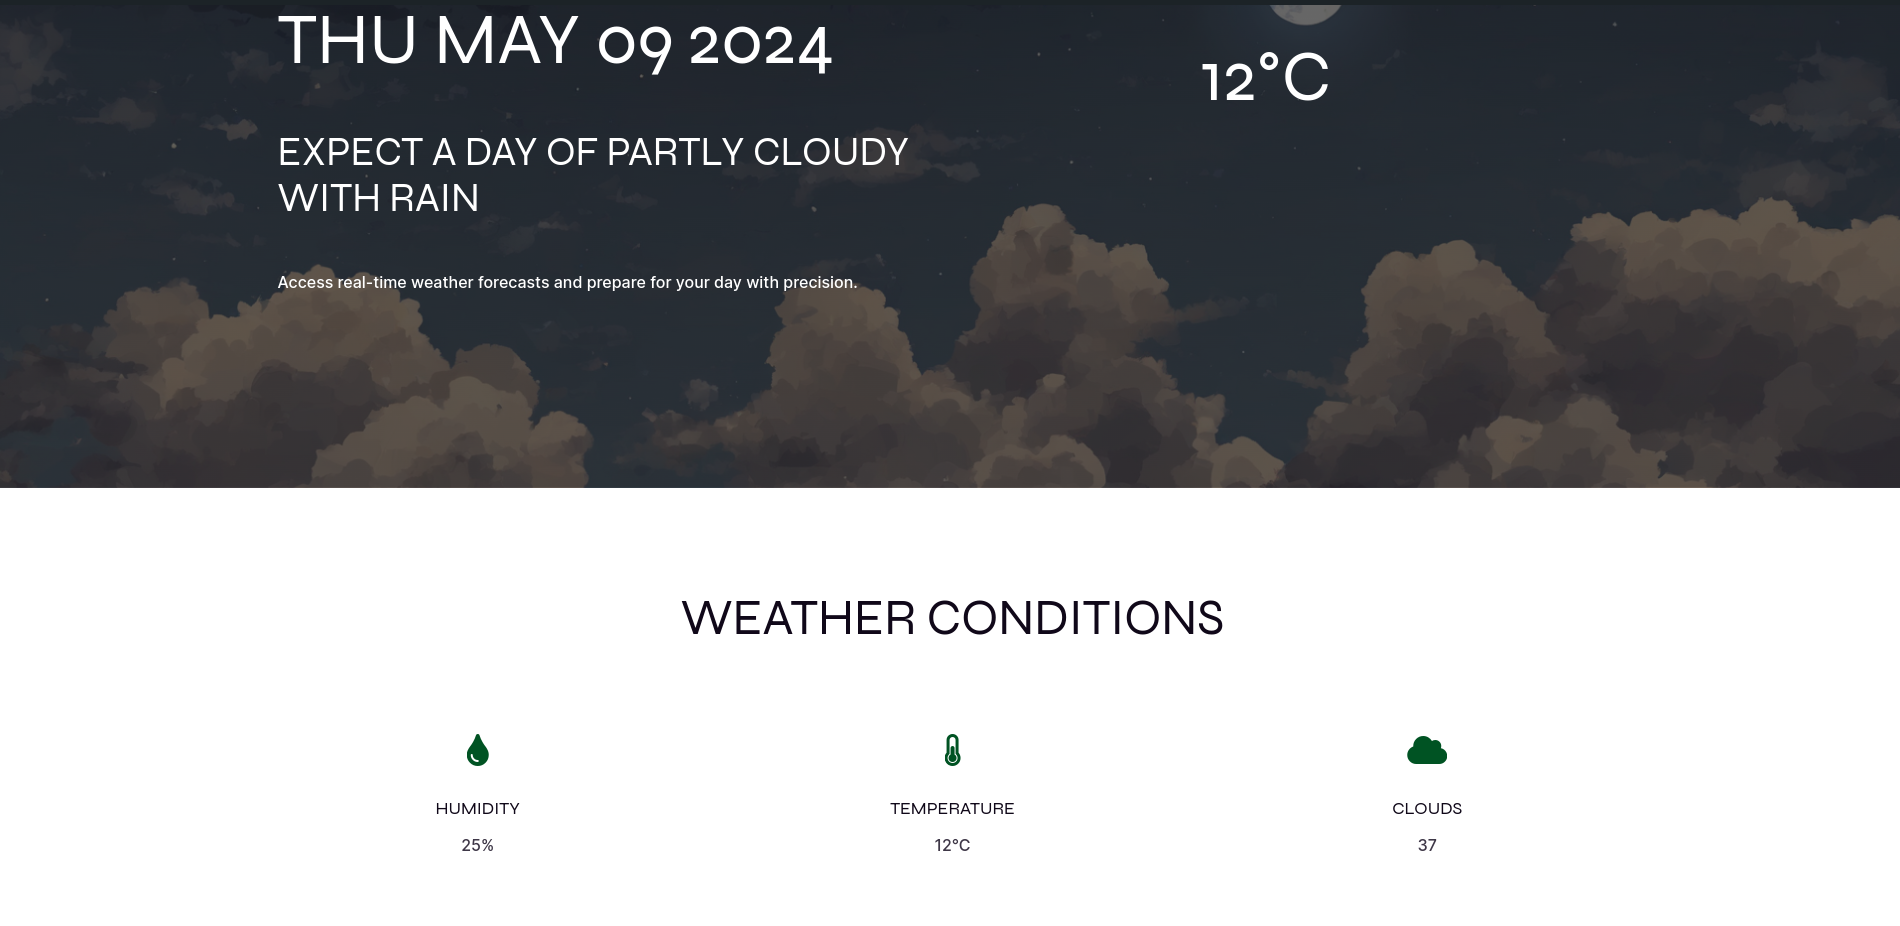 THU MAY 09 2024
12°C
EXPECT A DAY OF PARTLY CLOUDY
WITH RAIN
Access real-time weather forecasts and prepare for your day with precision.
WEATHER CONDITIONS
HUMIDITY
25%
TEMPERATURE
12°C
CLOUDS
37